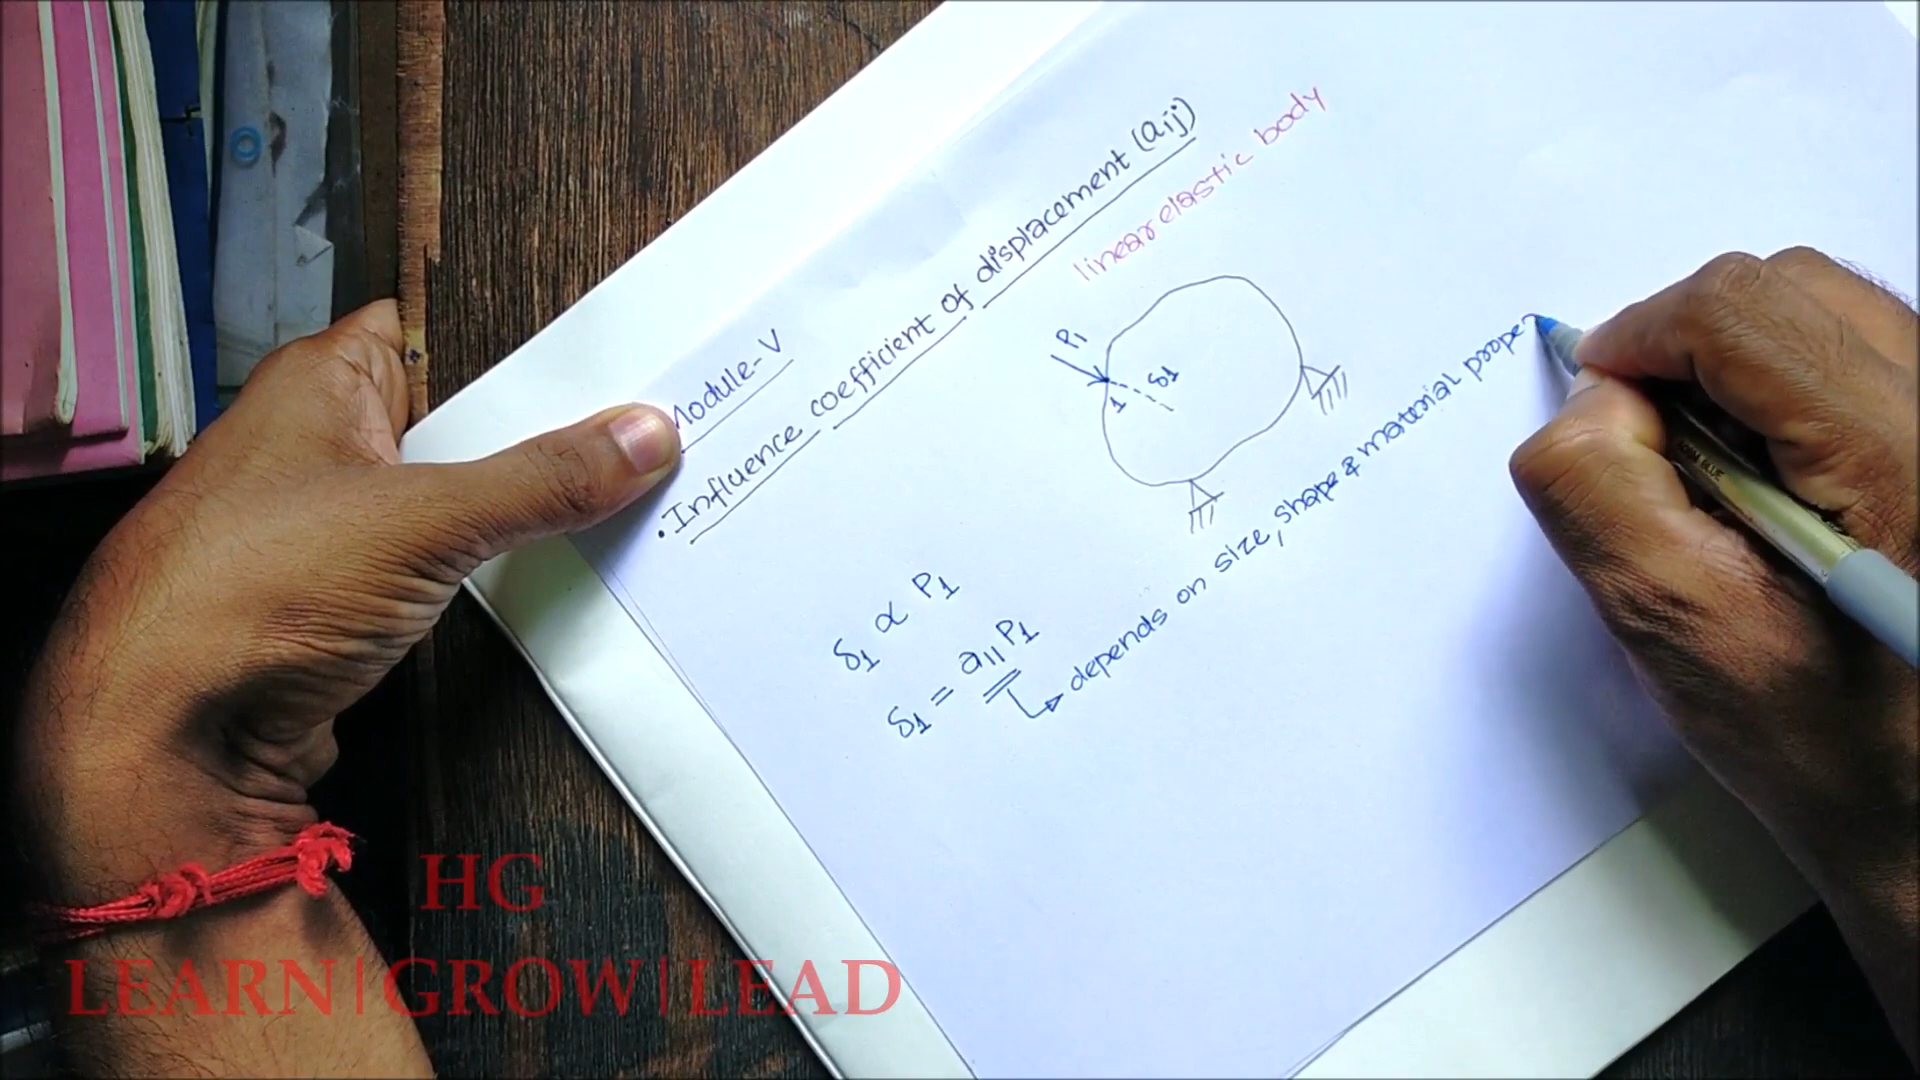 Module-V
• Influence coefficient of displacement (aij)
linear elastic body
P1
1
δ1
δ1 ∝ P1
δ1 = a11 P1
depends on size, shape & material proper
HG
LEARN|GROW|LEAD